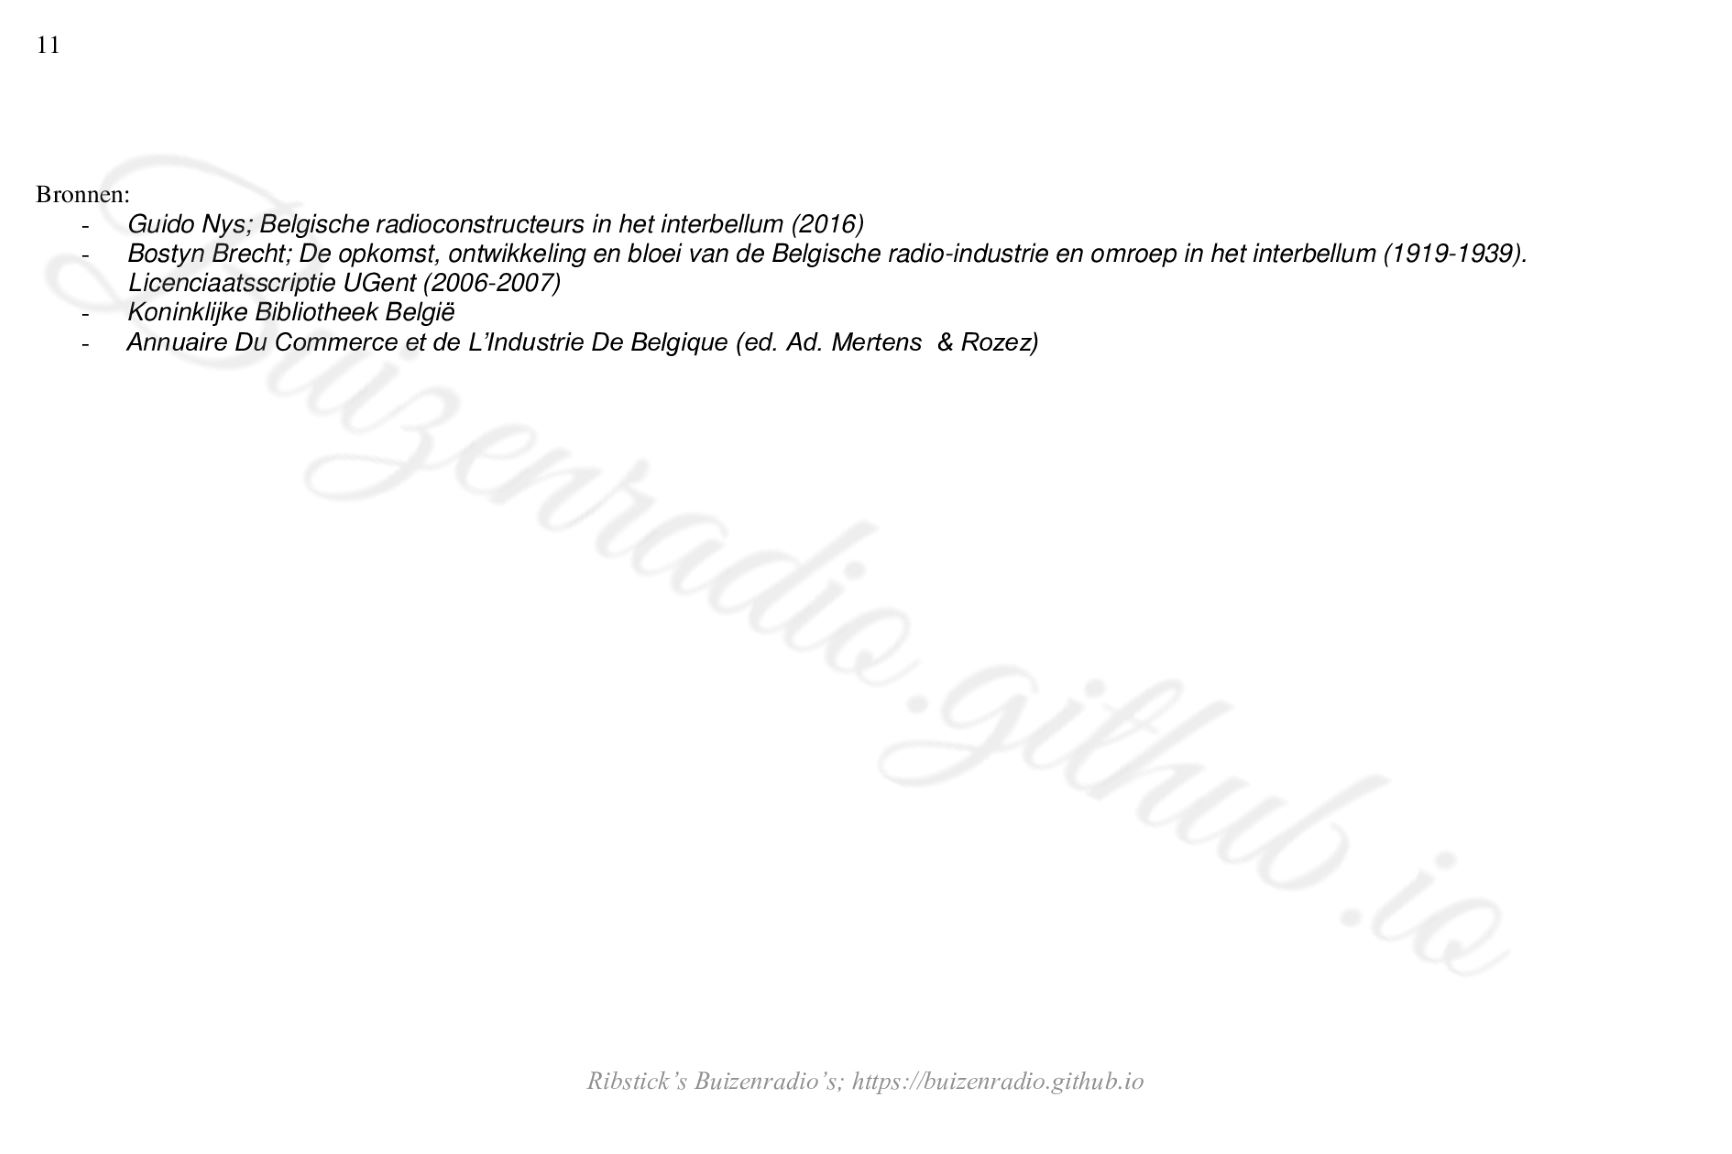 11
Bronnen:
- Guido Nys; Belgische radioconstructeurs in het interbellum (2016)
- Bostyn Brecht; De opkomst, ontwikkeling en bloei van de Belgische radio-industrie en omroep in het interbellum (1919-1939).
Licenciaatsscriptie UGent (2006-2007)
- Koninklijke Bibliotheek België
- Annuaire Du Commerce et de L’Industrie De Belgique (ed. Ad. Mertens  & Rozez)
Buizenradio.github.io
Ribstick’s Buizenradio’s; https://buizenradio.github.io